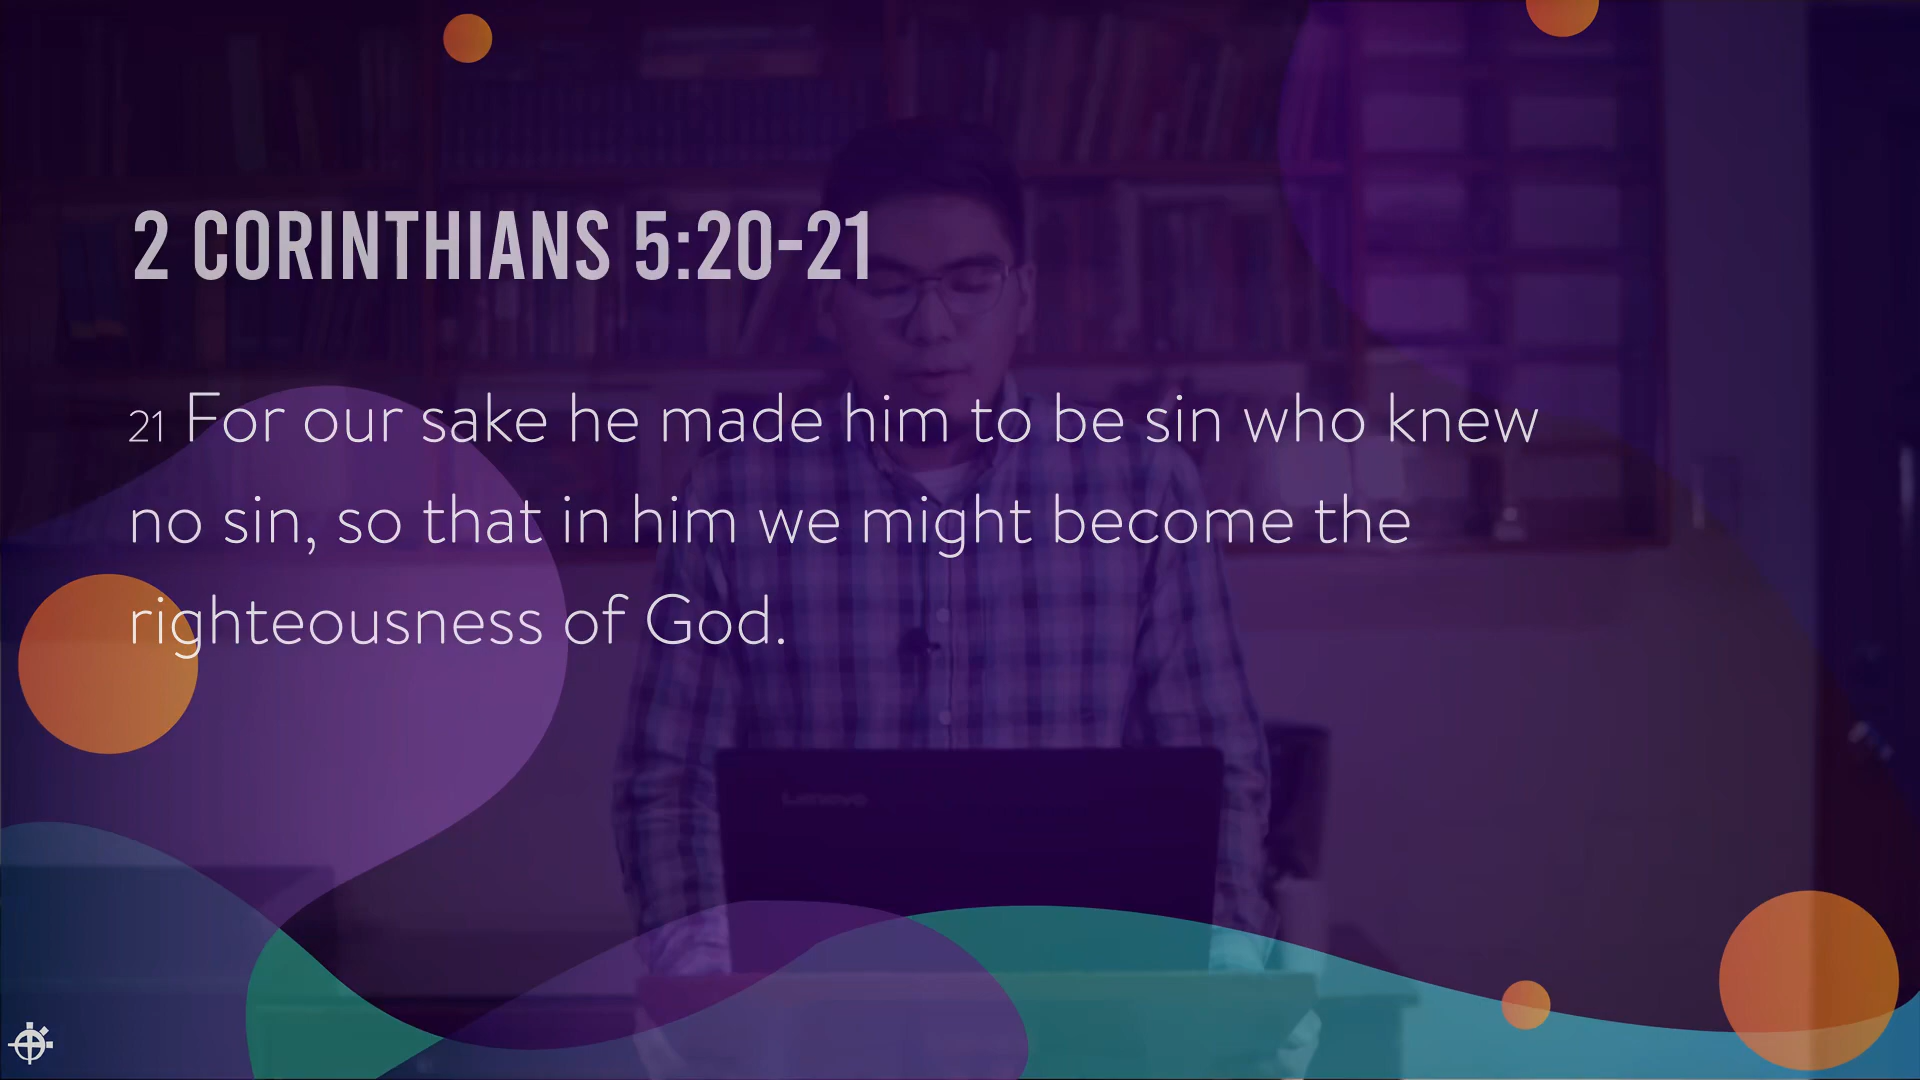 2 CORINTHIANS 5:20-21
21 For our sake he made him to be sin who knew
no sin, so that in him we might become the
righteousness of God.
Lenovo